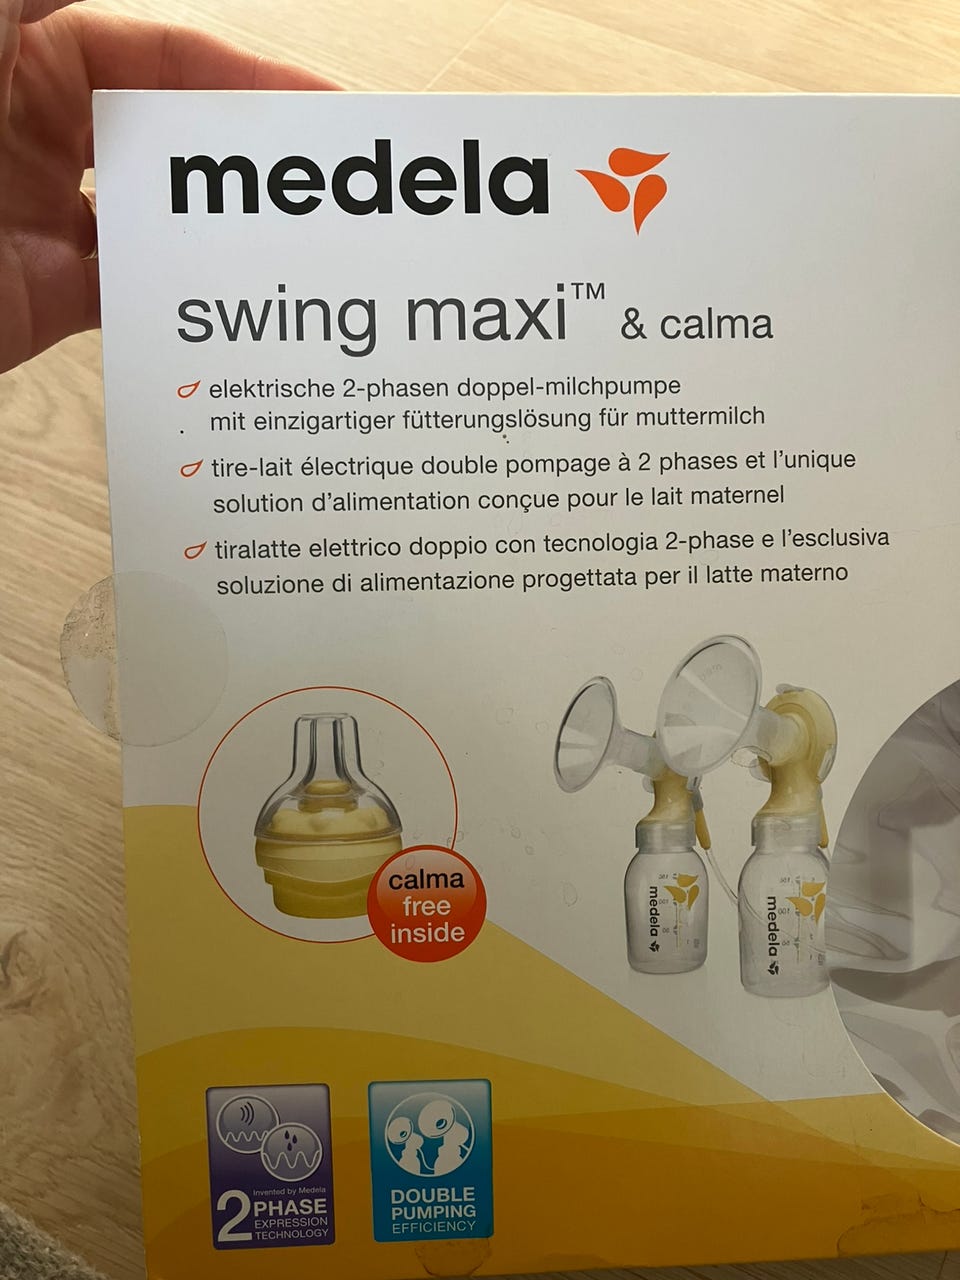 medela
swing maxi™ & calma
elektrische 2-phasen doppel-milchpumpe
mit einzigartiger fütterungslösung für muttermilch
tire-lait électrique double pompage à 2 phases et l'unique
solution d'alimentation conçue pour le lait maternel
tiralatte elettrico doppio con tecnologia 2-phase e l'esclusiva
soluzione di alimentazione progettata per il latte materno
calma
free
inside
medela
medela
Invented by Medela
2 PHASE
EXPRESSION
TECHNOLOGY
DOUBLE
PUMPING
EFFICIENCY